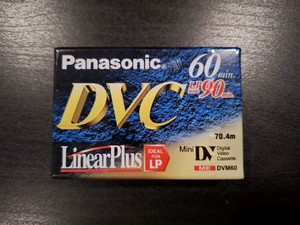 Panasonic
60 min.
LP 90 min.
DVC
70.4m
LinearPlus
IDEAL FOR LP
Mini DV Digital Video Cassette
ME DVM60